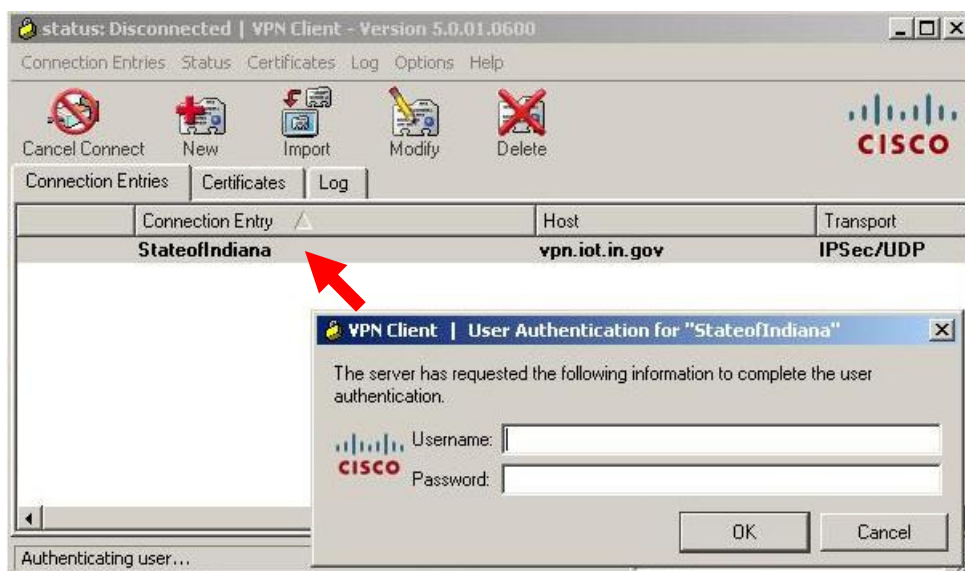 status: Disconnected | VPN Client - Version 5.0.01.0600
Connection Entries Status Certificates Log Options Help
Cancel Connect New Import Modify Delete
CISCO
Connection Entries Certificates Log
Connection Entry Host Transport
StateofIndiana vpn.iot.in.gov IPSec/UDP
VPN Client | User Authentication for "StateofIndiana"
The server has requested the following information to complete the user
authentication.
Username:
CISCO
Password:
OK Cancel
Authenticating user...